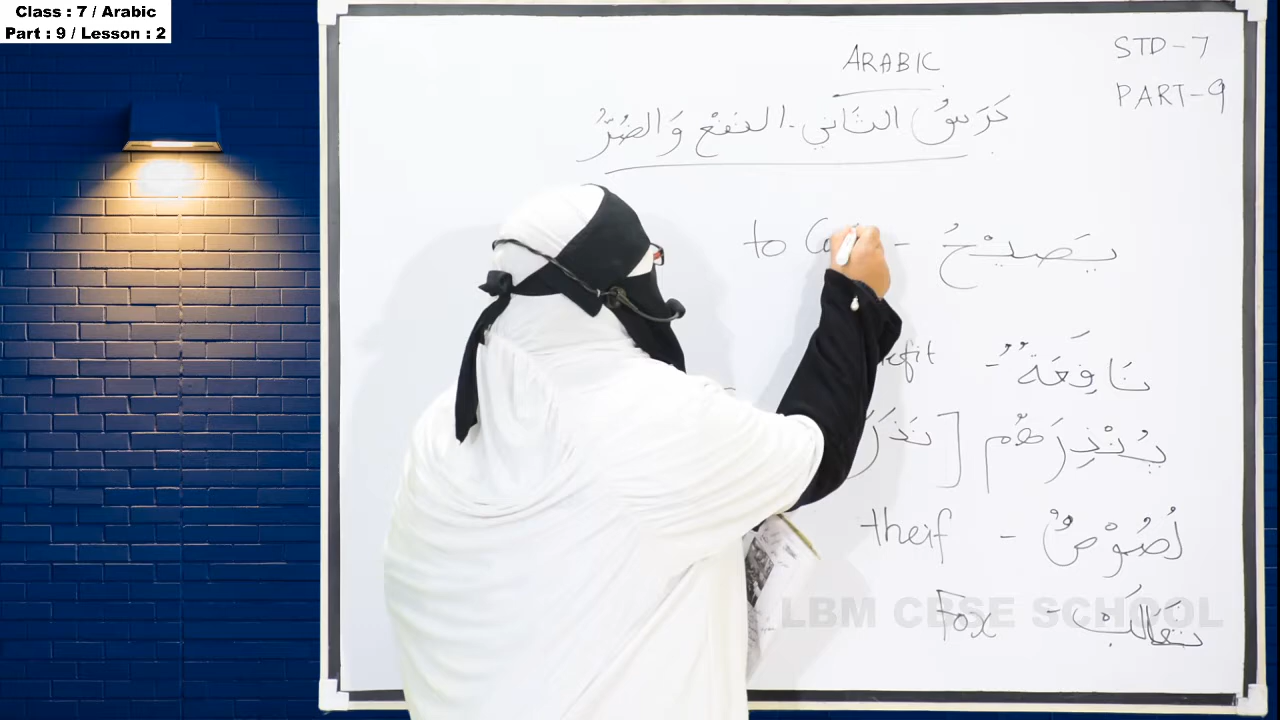 Class : 7 / Arabic
Part : 9 / Lesson : 2
ARABIC
STD-7
PART-9
دَرَسُ الثَّانِي - النَفْعْ وَالضُرُّ
يَصِيْحُ - to
نَافِعَةٌ -
يُنْذِرَهُم [نَذَرَ
لُصُوْصٌ - theif
ثَعَالَبْ - Fox
LBM CBSE SCHOOL